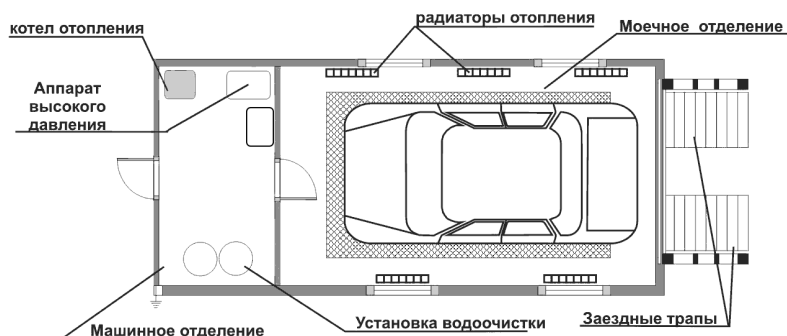 радиаторы отопления
котел отопления
Моечное отделение
Аппарат
высокого
давления
Машинное отделение
Установка водоочистки
Заездные трапы